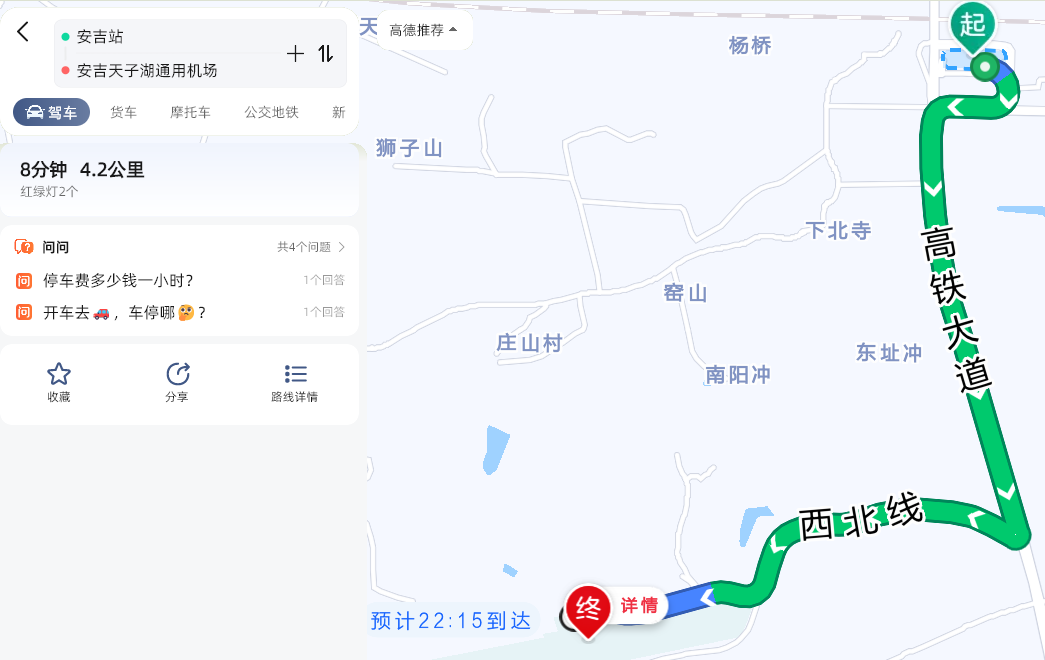 安吉站
安吉天子湖通用机场
驾车
货车
摩托车
公交地铁
新
8分钟 4.2公里
红绿灯2个
问问
共4个问题
问
停车费多少钱一小时？
1个回答
问
开车去🚗，车停哪🤔？
1个回答
收藏
分享
路线详情
天
高德推荐
杨桥
起
狮子山
下北寺
高铁大道
窑山
庄山村
东址冲
南阳冲
西北线
终
详情
预计22:15到达